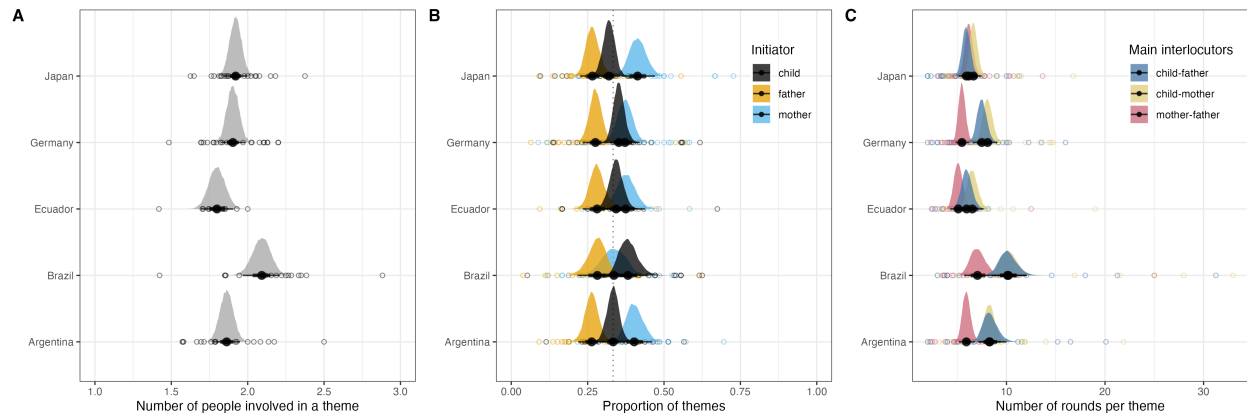 A
Japan
Germany
Ecuador
Brazil
Argentina
1.0 1.5 2.0 2.5 3.0
Number of people involved in a theme
B
Initiator
child
father
mother
Japan
Germany
Ecuador
Brazil
Argentina
0.00 0.25 0.50 0.75 1.00
Proportion of themes
C
Main interlocutors
child-father
child-mother
mother-father
Japan
Germany
Ecuador
Brazil
Argentina
10 20 30
Number of rounds per theme